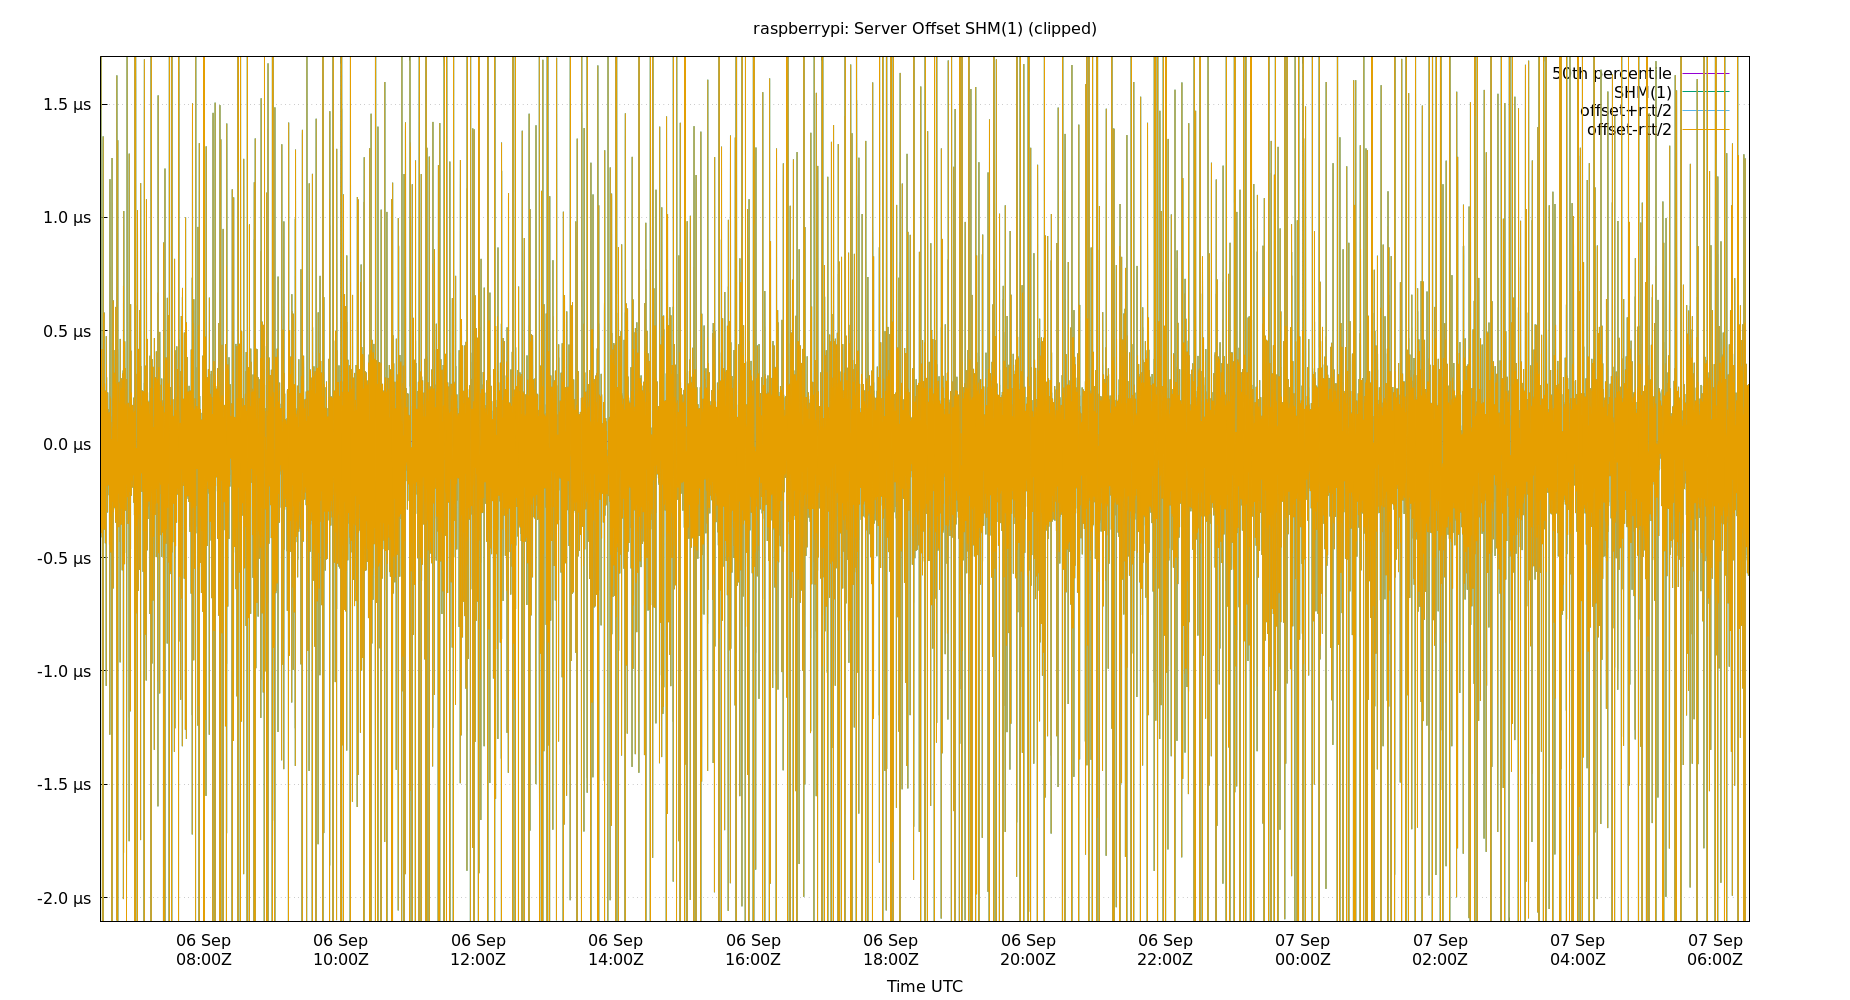 raspberrypi: Server Offset SHM(1) (clipped)
50th percentile
SHM(1)
offset+rtt/2
offset-rtt/2
1.5 µs
1.0 µs
0.5 µs
0.0 µs
-0.5 µs
-1.0 µs
-1.5 µs
-2.0 µs
06 Sep 06 Sep 06 Sep 06 Sep 06 Sep 06 Sep 06 Sep 06 Sep 07 Sep 07 Sep 07 Sep 07 Sep
08:00Z 10:00Z 12:00Z 14:00Z 16:00Z 18:00Z 20:00Z 22:00Z 00:00Z 02:00Z 04:00Z 06:00Z
Time UTC